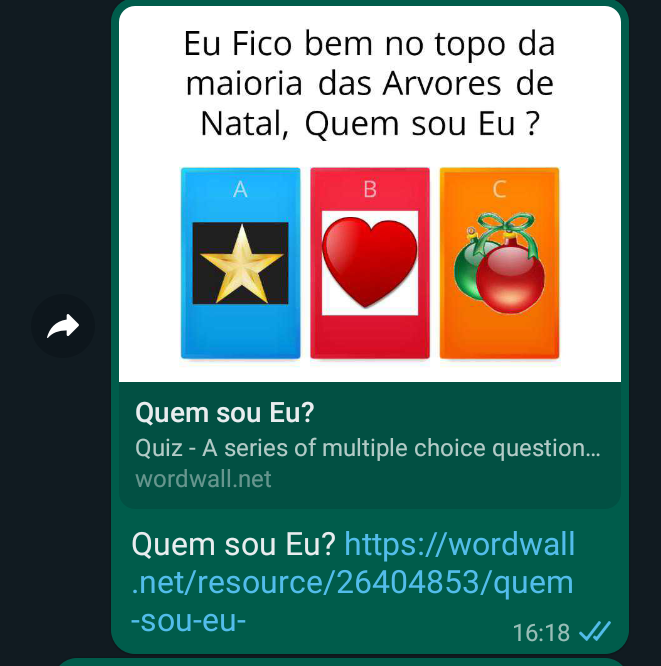 Eu Fico bem no topo da
maioria das Arvores de
Natal, Quem sou Eu ?
A
B
C
Quem sou Eu?
Quiz - A series of multiple choice question...
wordwall.net
Quem sou Eu? https://wordwall
.net/resource/26404853/quem
-sou-eu-
16:18